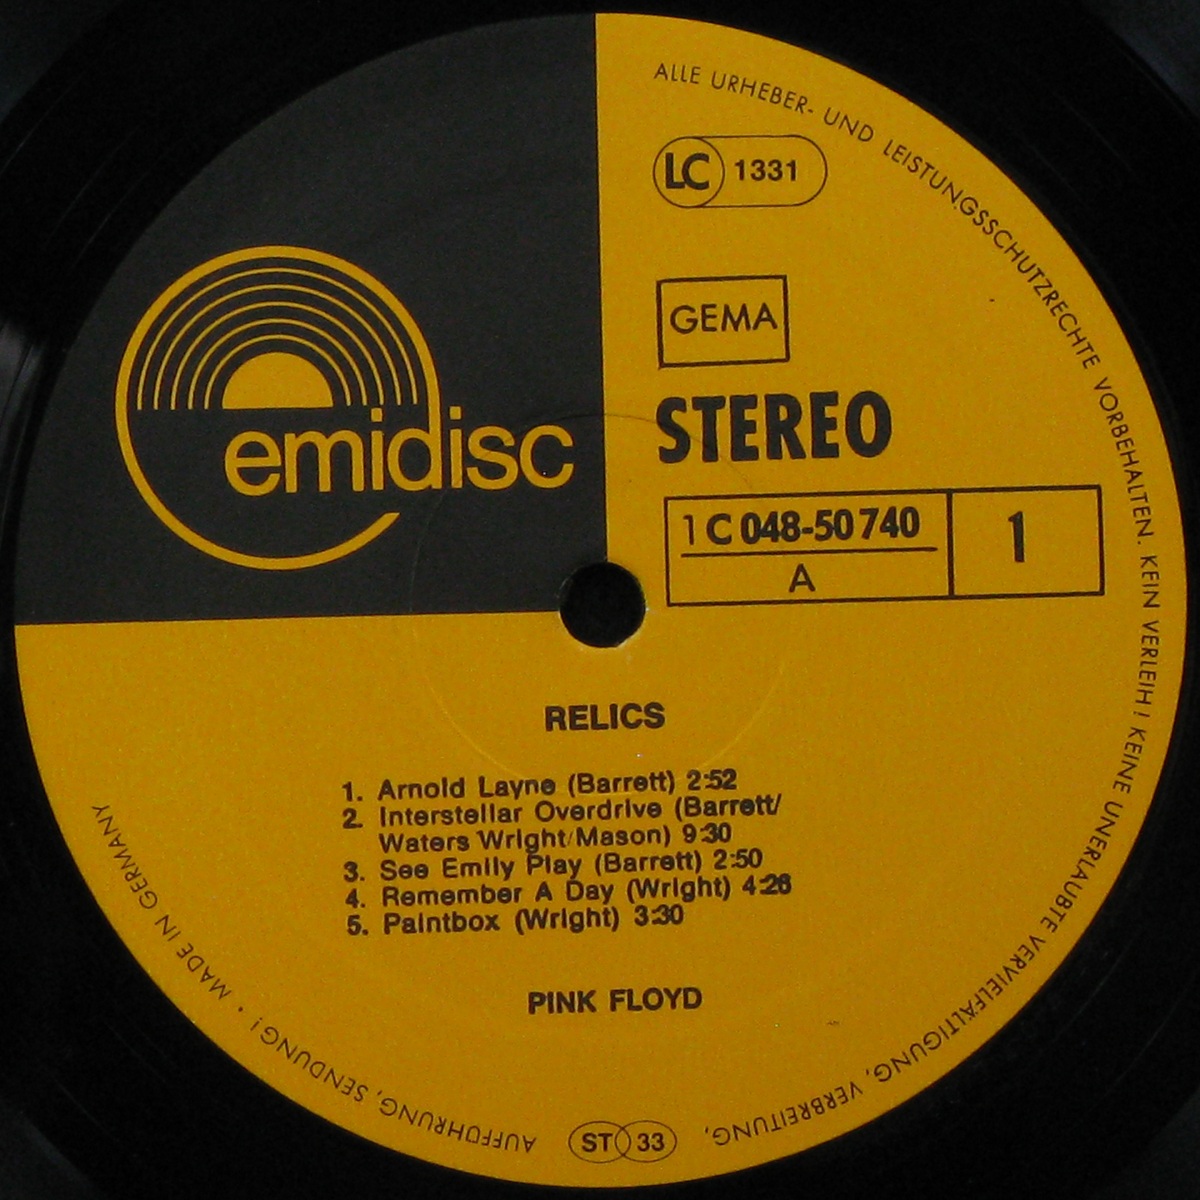 ALLE URHEBER- UND LEISTUNGSSCHUTZRECHTE VORBEHALTEN. KEIN VERLEIH! KEINE UNERLAUBTE VERVIELFÄLTIGUNG, VERBREITUNG, AUFFÜHRUNG, SENDUNG! • MADE IN GERMANY
LC 1331
GEMA
emidisc
STEREO
1 C 048-50 740
A
1
RELICS
1. Arnold Layne (Barrett) 2:52
2. Interstellar Overdrive (Barrett/
Waters Wright/Mason) 9:30
3. See Emily Play (Barrett) 2:50
4. Remember A Day (Wright) 4:26
5. Paintbox (Wright) 3:30
PINK FLOYD
ST 33